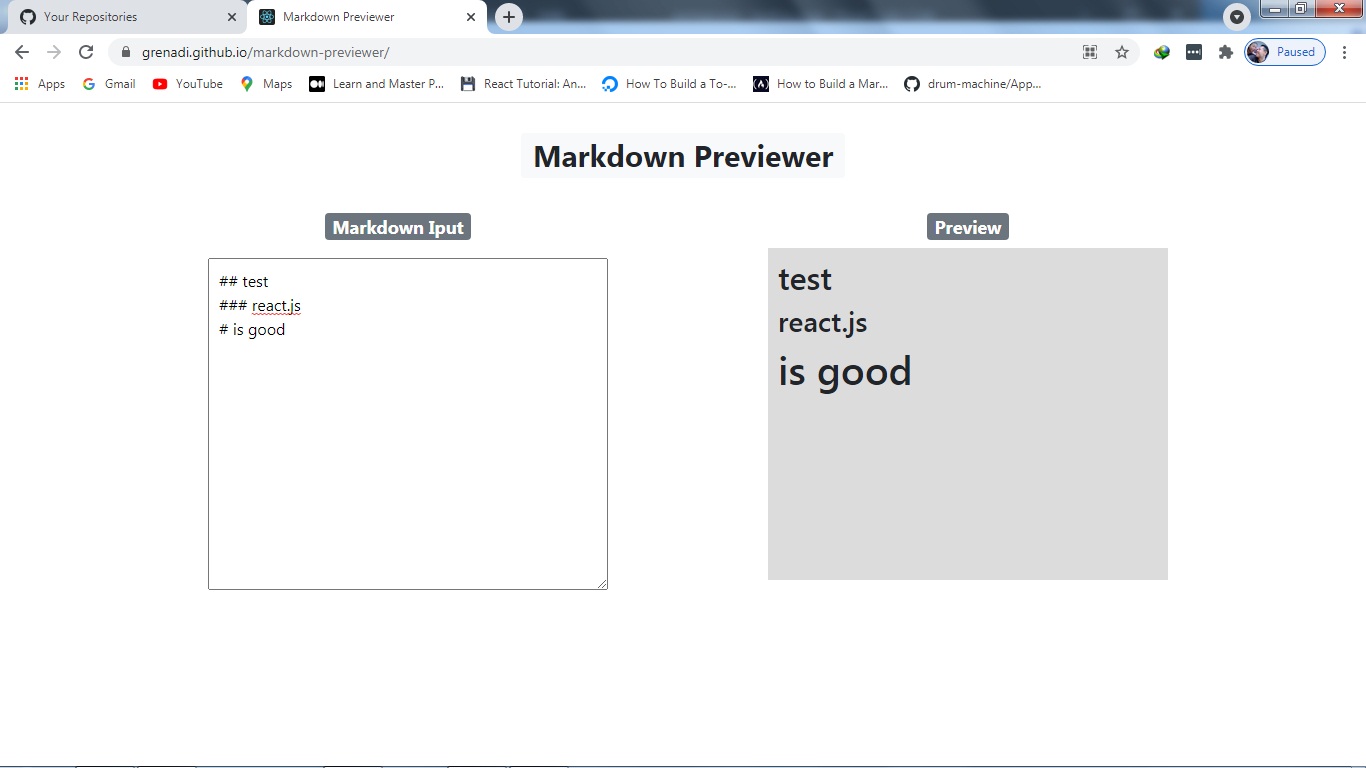 Your Repositories
Markdown Previewer
grenadi.github.io/markdown-previewer/
Paused
Apps
Gmail
YouTube
Maps
Learn and Master P...
React Tutorial: An...
How To Build a To-...
How to Build a Mar...
drum-machine/App...
Markdown Previewer
Markdown Iput
Preview
## test
### react.js
# is good
test
react.js
is good